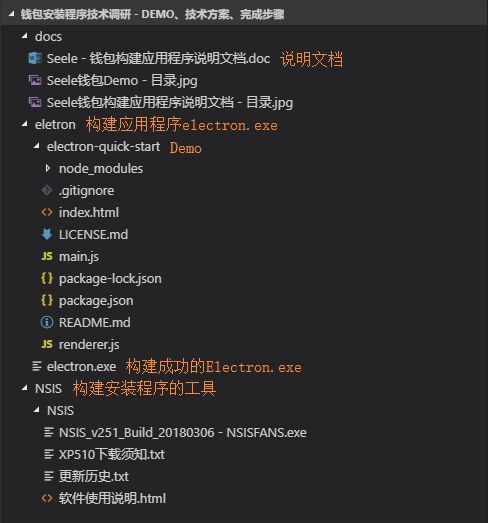 钱包安装程序技术调研 - DEMO、技术方案、完成步骤
docs
Seele - 钱包构建应用程序说明文档.doc 说明文档
Seele钱包Demo - 目录.jpg
Seele钱包构建应用程序说明文档 - 目录.jpg
eletron 构建应用程序electron.exe
electron-quick-start Demo
node_modules
.gitignore
index.html
LICENSE.md
main.js
package-lock.json
package.json
README.md
renderer.js
electron.exe 构建成功的Electron.exe
NSIS 构建安装程序的工具
NSIS
NSIS_v251_Build_20180306 - NSISFANS.exe
XP510下载须知.txt
更新历史.txt
软件使用说明.html